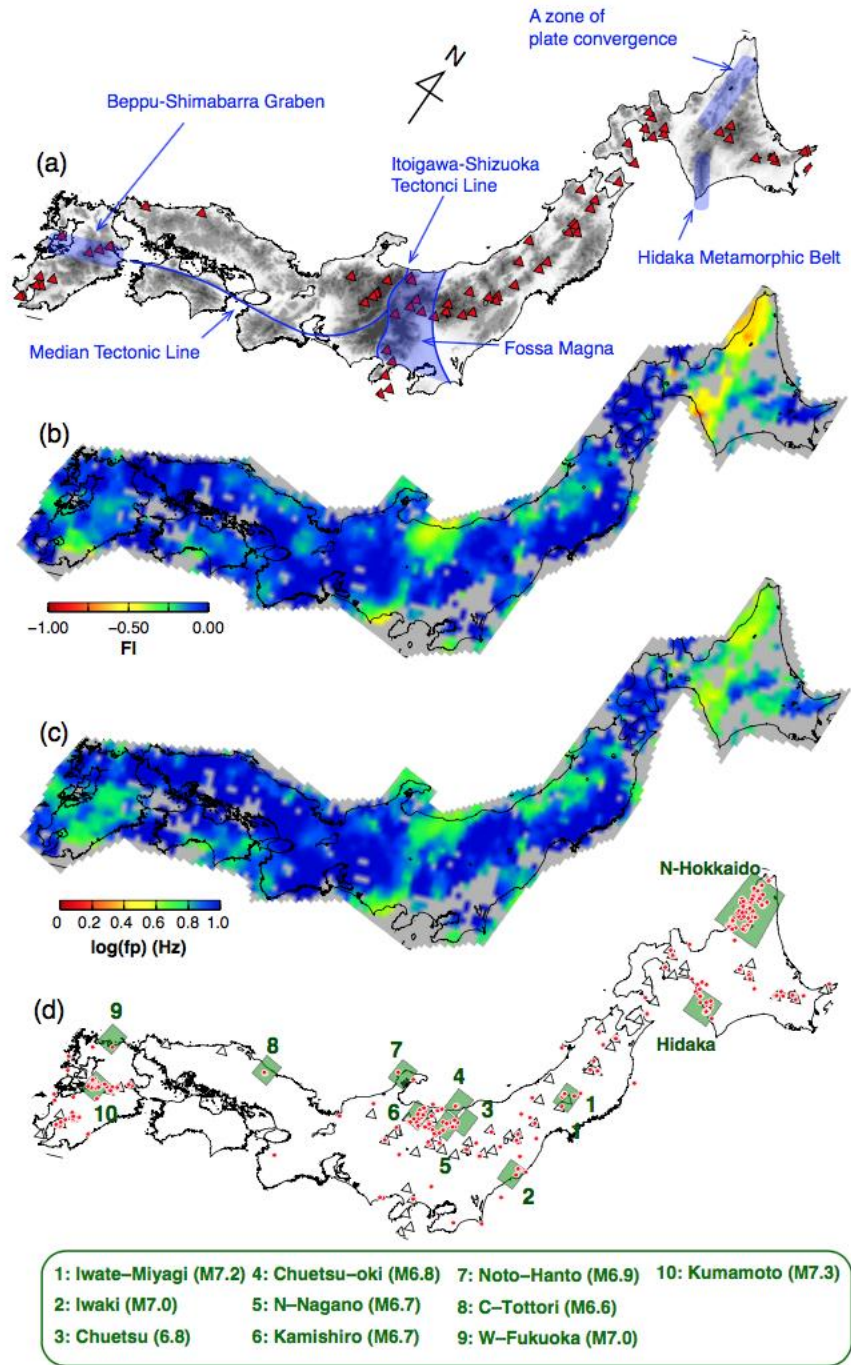 A zone of
plate convergence
N
Beppu-Shimabarra Graben
(a)
Itoigawa-Shizuoka
Tectonci Line
Hidaka Metamorphic Belt
Median Tectonic Line
Fossa Magna
(b)
−1.00 −0.50 0.00
FI
(c)
0 0.2 0.4 0.6 0.8 1.0
log(fp) (Hz)
N-Hokkaido
(d)
9
8
7
Hidaka
4
10
6
3
1
5
1
2
1: Iwate–Miyagi (M7.2) 4: Chuetsu–oki (M6.8) 7: Noto–Hanto (M6.9) 10: Kumamoto (M7.3)
2: Iwaki (M7.0) 5: N–Nagano (M6.7) 8: C–Tottori (M6.6)
3: Chuetsu (6.8) 6: Kamishiro (M6.7) 9: W–Fukuoka (M7.0)